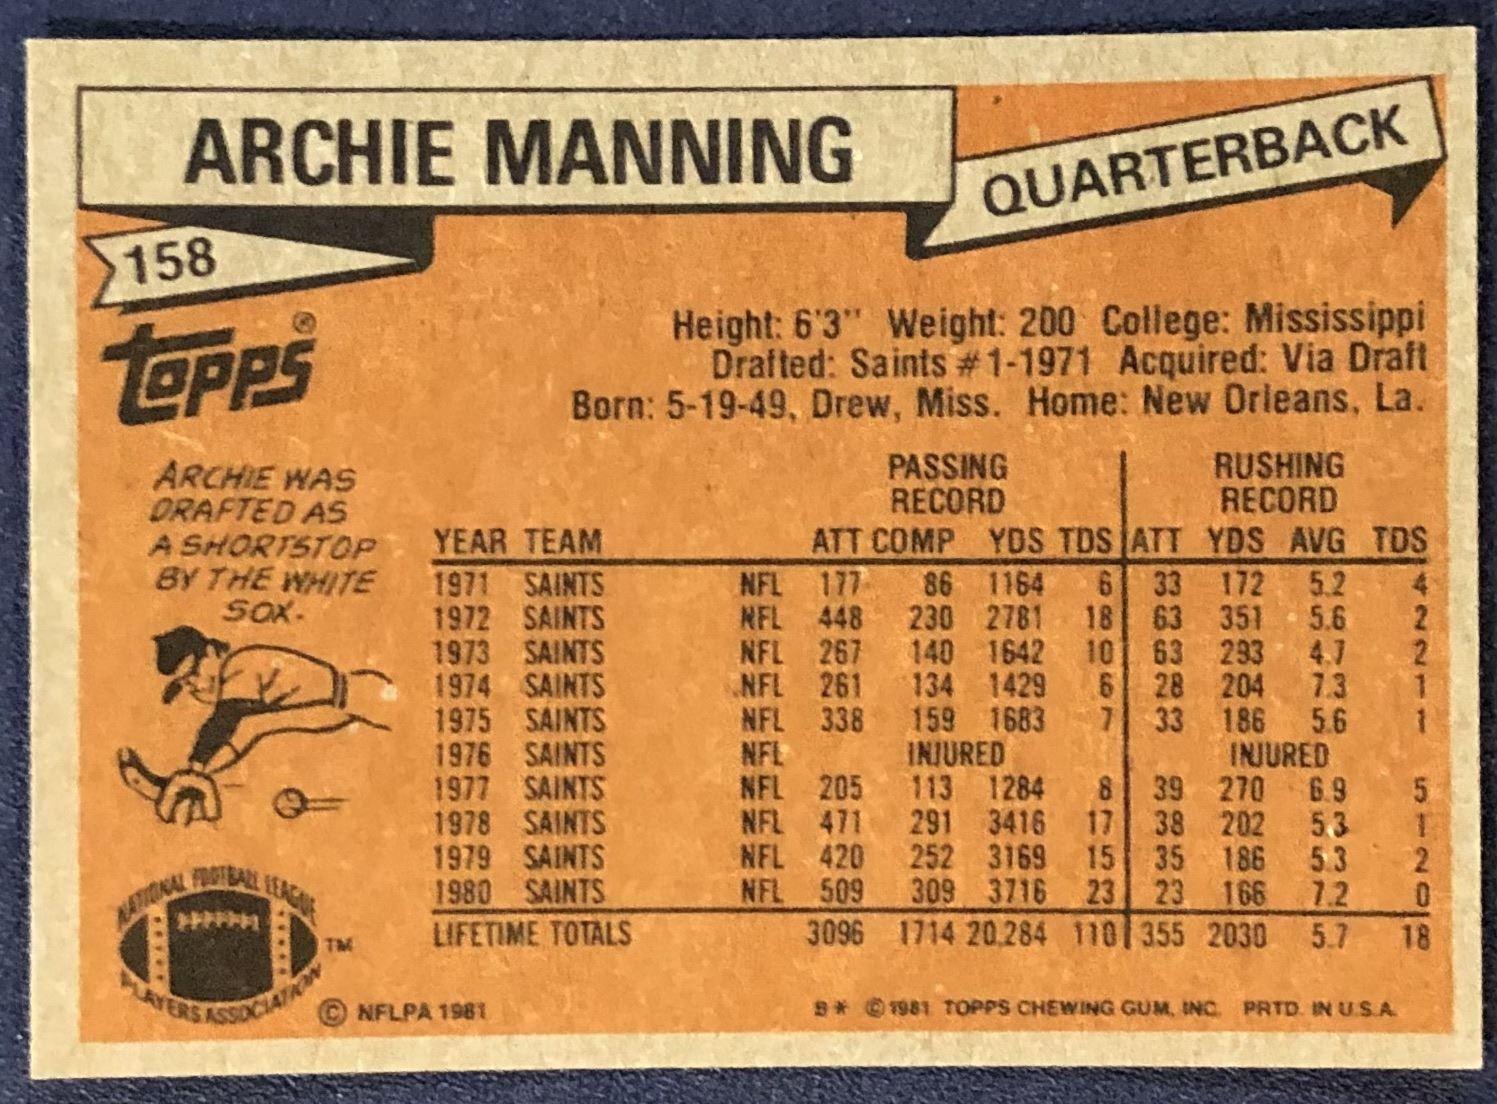 ARCHIE MANNING
QUARTERBACK
158
Topps®
Height: 6'3" Weight: 200 College: Mississippi
Drafted: Saints #1-1971 Acquired: Via Draft
Born: 5-19-49, Drew, Miss. Home: New Orleans, La.
ARCHIE WAS
DRAFTED AS
A SHORTSTOP
BY THE WHITE
SOX.
PASSING RUSHING
RECORD RECORD
YEAR TEAM ATT COMP YDS TDS ATT YDS AVG TDS
1971 SAINTS NFL 177 86 1164 6 33 172 5.2 4
1972 SAINTS NFL 448 230 2781 18 63 351 5.6 2
1973 SAINTS NFL 267 140 1642 10 63 293 4.7 2
1974 SAINTS NFL 261 134 1429 6 28 204 7.3 1
1975 SAINTS NFL 338 159 1683 7 33 186 5.6 1
1976 SAINTS NFL INJURED INJURED
1977 SAINTS NFL 205 113 1284 8 39 270 6.9 5
1978 SAINTS NFL 471 291 3416 17 38 202 5.3 1
1979 SAINTS NFL 420 252 3169 15 35 186 5.3 2
1980 SAINTS NFL 509 309 3716 23 23 166 7.2 0
LIFETIME TOTALS 3096 1714 20,284 110 355 2030 5.7 18
NATIONAL FOOTBALL LEAGUE
PLAYERS ASSOCIATION
TM
© NFLPA 1981
B* © 1981 TOPPS CHEWING GUM, INC. PRTD. IN U.S.A.